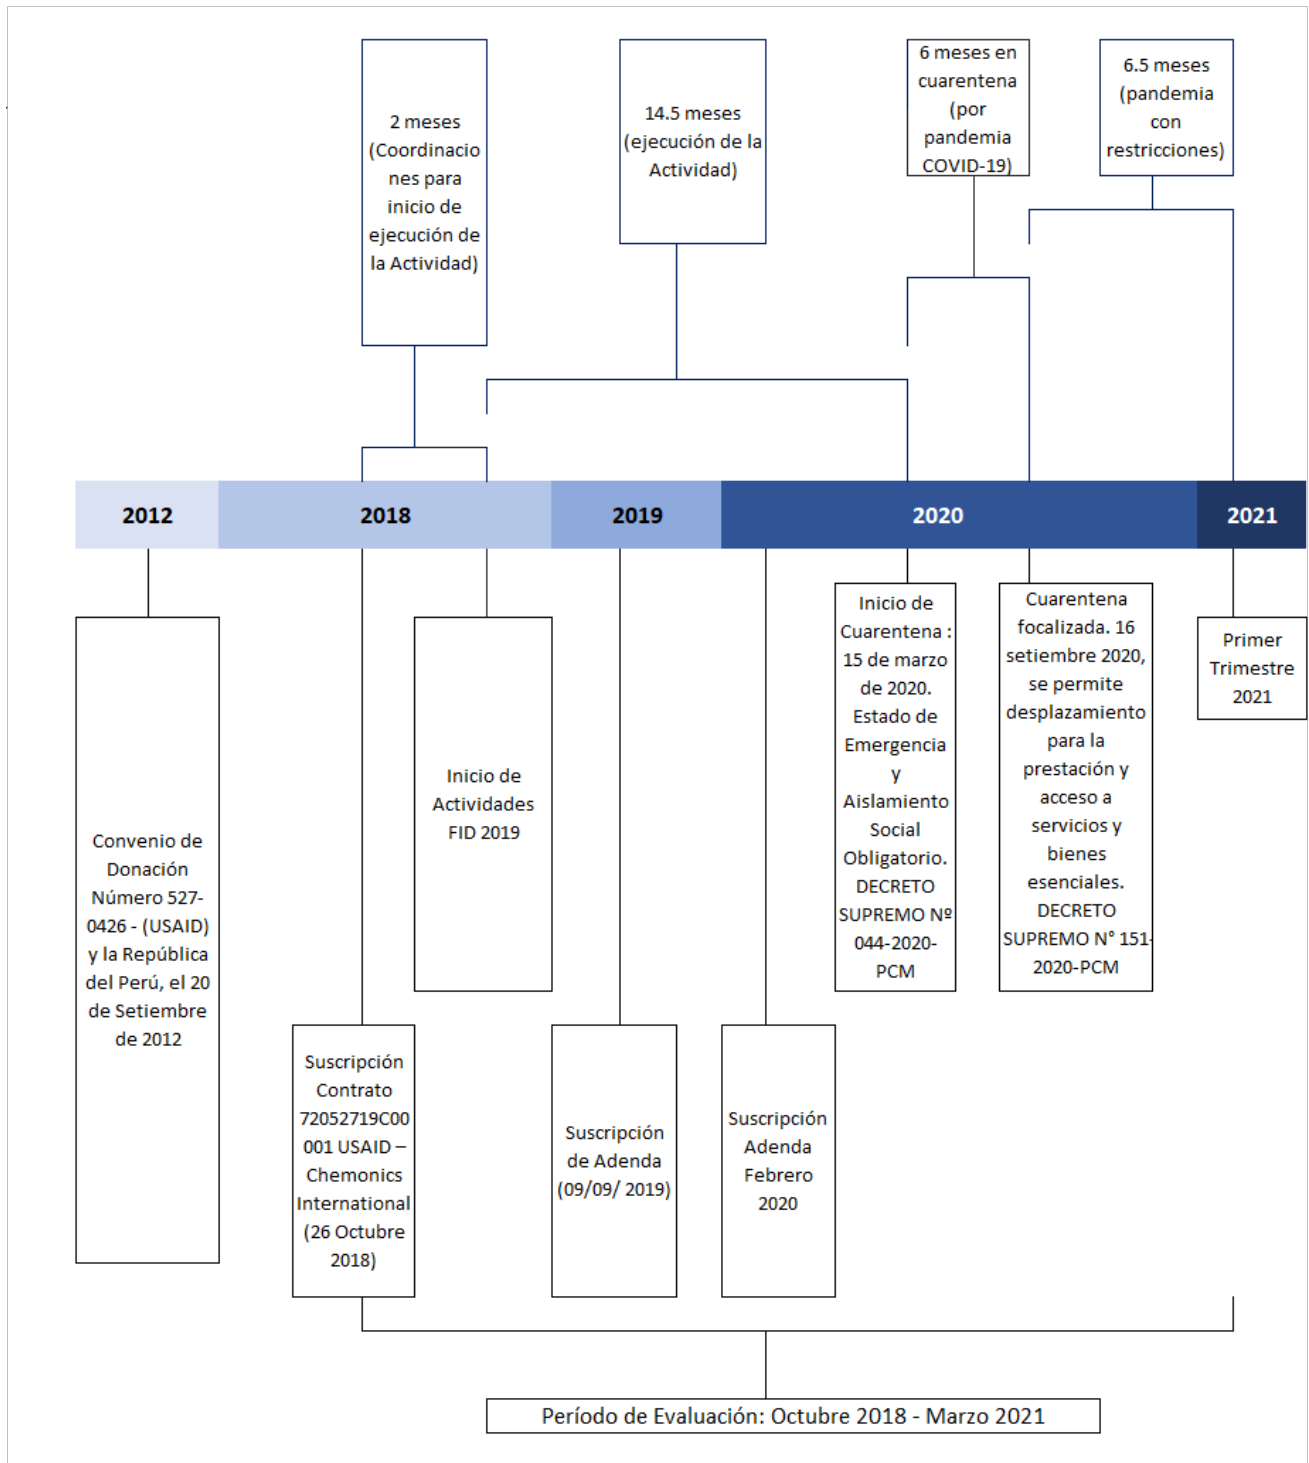 2 meses
(Coordinacio
nes para
inicio de
ejecución de
la Actividad)
14.5 meses
(ejecución de la
Actividad)
6 meses en
cuarentena
(por
pandemia
COVID-19)
6.5 meses
(pandemia
con
restricciones)
2012
2018
2019
2020
2021
Convenio de
Donación
Número 527-
0426 - (USAID)
y la República
del Perú, el 20
de Setiembre
de 2012
Suscripción
Contrato
72052719C00
001 USAID –
Chemonics
International
(26 Octubre
2018)
Inicio de
Actividades
FID 2019
Suscripción
de Adenda
(09/09/ 2019)
Suscripción
Adenda
Febrero
2020
Inicio de
Cuarentena :
15 de marzo
de 2020.
Estado de
Emergencia
y
Aislamiento
Social
Obligatorio.
DECRETO
SUPREMO Nº
044-2020-
PCM
Cuarentena
focalizada. 16
setiembre 2020,
se permite
desplazamiento
para la
prestación y
acceso a
servicios y
bienes
esenciales.
DECRETO
SUPREMO N° 151-
2020-PCM
Primer
Trimestre
2021
Período de Evaluación: Octubre 2018 - Marzo 2021